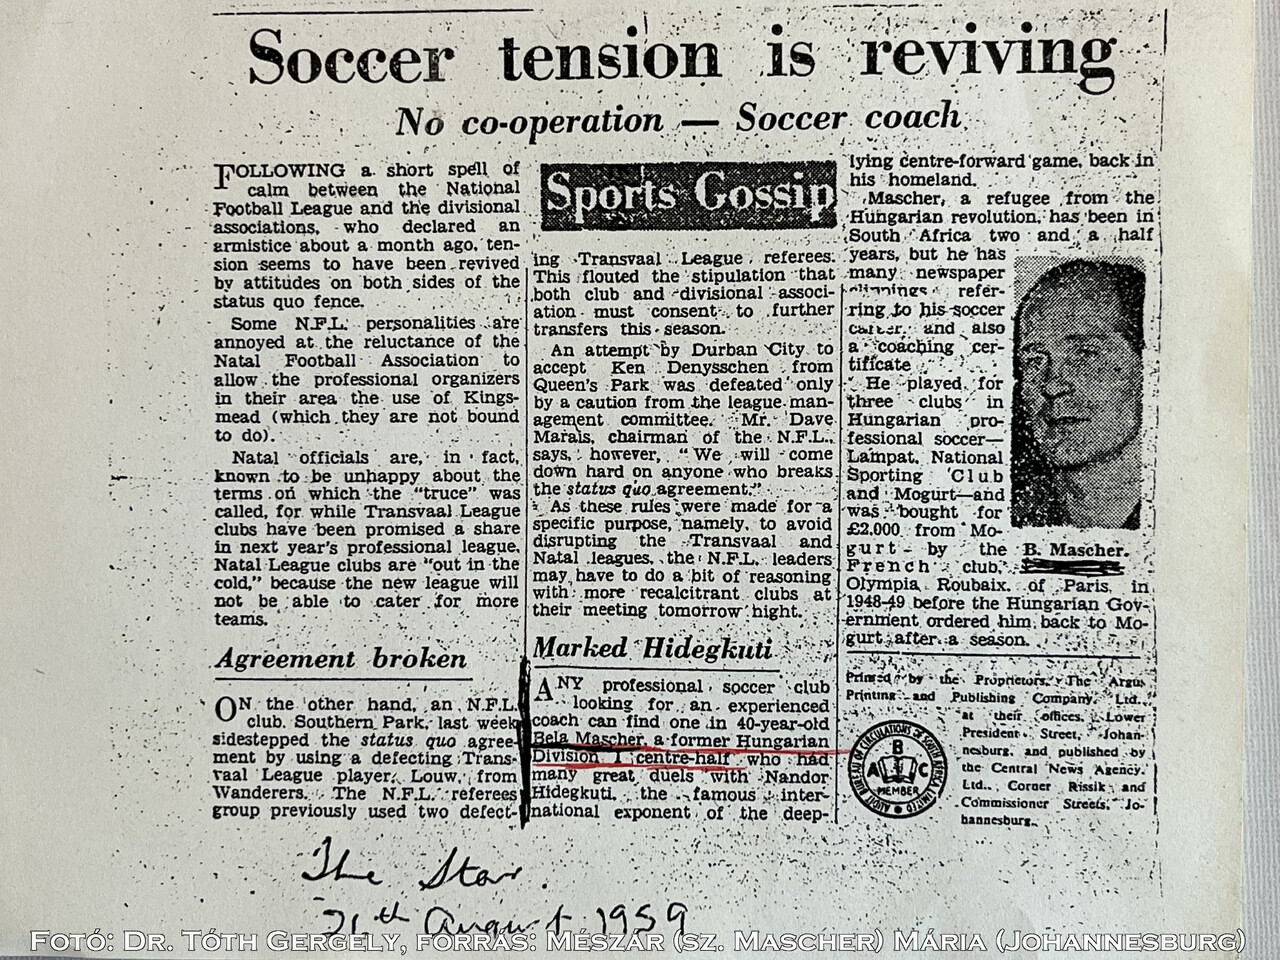 Soccer tension is reviving
No co-operation — Soccer coach
FOLLOWING a short spell of
calm between the National
Football League and the divisional
associations, who declared an
armistice about a month ago, ten-
sion seems to have been revived
by attitudes on both sides of the
status quo fence.
Some N.F.L. personalities are
annoyed at the reluctance of the
Natal Football Association to
allow the professional organizers
in their area the use of Kings-
mead (which they are not bound
to do).
Natal officials are, in fact,
known to be unhappy about the
terms on which the "truce" was
called, for while Transvaal League
clubs have been promised a share
in next year's professional league,
Natal League clubs are "out in the
cold," because the new league will
not be able to cater for more
teams.
Agreement broken
ON the other hand, an N.F.L.
club, Southern Park, last week
sidestepped the status quo agree-
ment by using a defecting Trans-
vaal League player, Louw, from
Wanderers. The N.F.L. referees
group previously used two defect-
Sports Gossip
ing Transvaal League referees.
This flouted the stipulation that
both club and divisional associ-
ation must consent to further
transfers this season.
An attempt by Durban City to
accept Ken Denysschen from
Queen's Park was defeated only
by a caution from the league man-
agement committee. Mr. Dave
Marais, chairman of the N.F.L.,
says, however, "We will come
down hard on anyone who breaks
the status quo agreement."
As these rules were made for a
specific purpose, namely, to avoid
disrupting the Transvaal and
Natal leagues, the N.F.L. leaders
may have to do a bit of reasoning
with more recalcitrant clubs at
their meeting tomorrow night.
Marked Hidegkuti
ANY professional soccer club
looking for an experienced
coach can find one in 40-year-old
Bela Mascher, a former Hungarian
Division I centre-half who had
many great duels with Nandor
Hidegkuti, the famous inter-
national exponent of the deep-
lying centre-forward game, back in
his homeland.
Mascher, a refugee from the
Hungarian revolution, has been in
South Africa two and a half
years, but he has
many newspaper
clippings refer-
ring to his soccer
career, and also
a coaching cer-
tificate
He played for
three clubs in
Hungarian pro-
fessional soccer—
Lampat, National
Sporting Club
and Mogurt—and
was bought for
£2,000 from Mo-
gurt by the
French club,
Olympia Roubaix, of Paris, in
1948-49 before the Hungarian Gov-
ernment ordered him back to Mo-
gurt after a season.
B. Mascher.
Printed by the Proprietors, The Argus
Printing and Publishing Company, Ltd.,
at their offices, Lower
President Street, Johan-
nesburg, and published by
the Central News Agency,
Ltd., Corner Rissik and
Commissioner Streets, Jo-
hannesburg.
AUDIT BUREAU OF CIRCULATIONS OF SOUTH AFRICA LIMITED
A B C
MEMBER
The Star.
21th August 1959
Fotó: Dr. Tóth Gergely, forrás: Mészár (sz. Mascher) Mária (Johannesburg)